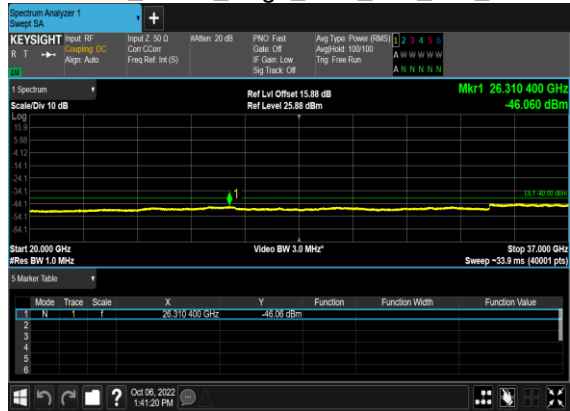 Spectrum Analyzer 1
Swept SA
+
KEYSIGHT Input: RF Input Z: 50 Ω #Atten: 20 dB PNO: Fast Avg Type: Power (RMS) 1 2 3 4 5 6
R T Coupling: DC Corr CCorr Gate: Off Avg|Hold: 100/100 A W W W W W
Align: Auto Freq Ref: Int (S) IF Gain: Low Trig: Free Run A N N N N N
LXI Sig Track: Off
1 Spectrum Ref Lvl Offset 15.88 dB Mkr1 26.310 400 GHz
Scale/Div 10 dB Ref Level 25.88 dBm -46.060 dBm
Log
15.9
5.88
-4.12
-14.1
-24.1
-34.1 1 DL1 -40.00 dBm
-44.1
-54.1
-64.1
Start 20.000 GHz Video BW 3.0 MHz* Stop 37.000 GHz
#Res BW 1.0 MHz Sweep ~33.9 ms (40001 pts)
5 Marker Table
Mode Trace Scale X Y Function Function Width Function Value
1 N 1 f 26.310 400 GHz -46.06 dBm
2
3
4
5
6
? Oct 06, 2022
1:41:20 PM